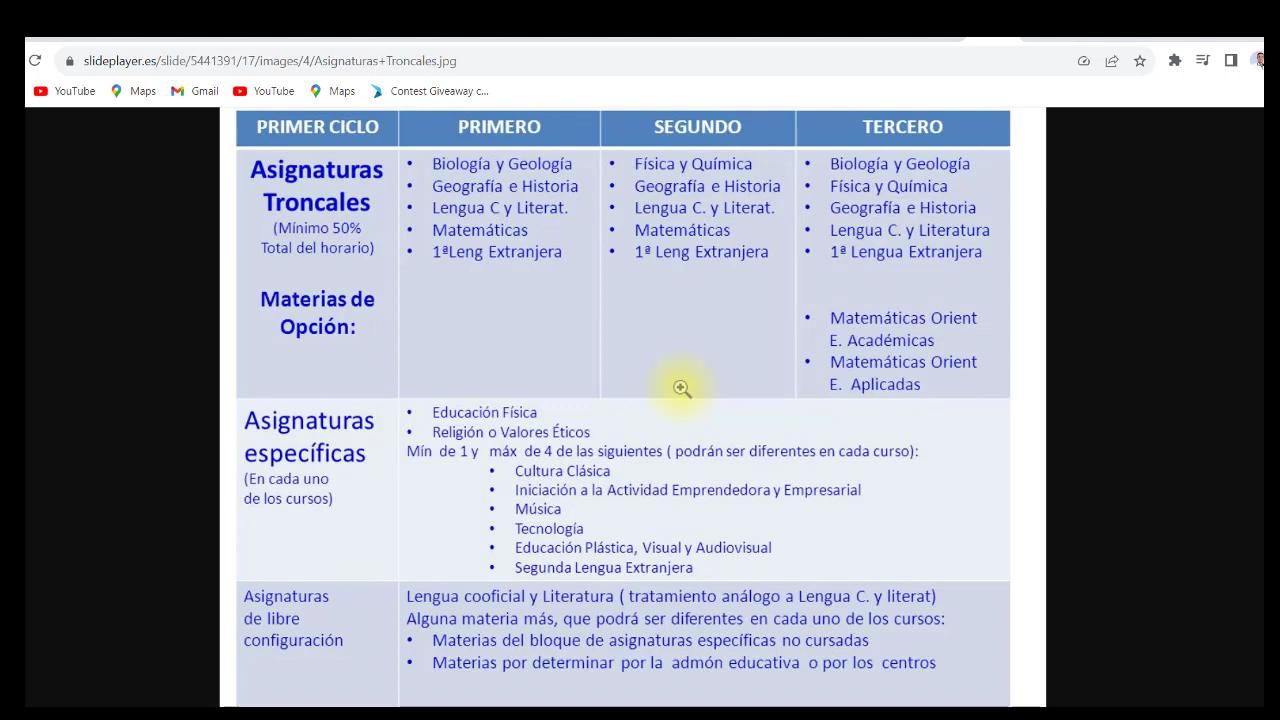 slideplayer.es/slide/5441391/17/images/4/Asignaturas+Troncales.jpg
YouTube Maps Gmail YouTube Maps Contest Giveaway c...
PRIMER CICLO PRIMERO SEGUNDO TERCERO
Asignaturas
Troncales
(Mínimo 50%
Total del horario)
Materias de
Opción:
• Biología y Geología
• Geografía e Historia
• Lengua C y Literat.
• Matemáticas
• 1ªLeng Extranjera
• Física y Química
• Geografía e Historia
• Lengua C. y Literat.
• Matemáticas
• 1ª Leng Extranjera
• Biología y Geología
• Física y Química
• Geografía e Historia
• Lengua C. y Literatura
• 1ª Lengua Extranjera
• Matemáticas Orient
E. Académicas
• Matemáticas Orient
E. Aplicadas
Asignaturas
específicas
(En cada uno
de los cursos)
• Educación Física
• Religión o Valores Éticos
Mín de 1 y máx de 4 de las siguientes ( podrán ser diferentes en cada curso):
• Cultura Clásica
• Iniciación a la Actividad Emprendedora y Empresarial
• Música
• Tecnología
• Educación Plástica, Visual y Audiovisual
• Segunda Lengua Extranjera
Asignaturas
de libre
configuración
Lengua cooficial y Literatura ( tratamiento análogo a Lengua C. y literat)
Alguna materia más, que podrá ser diferentes en cada uno de los cursos:
• Materias del bloque de asignaturas específicas no cursadas
• Materias por determinar por la admón educativa o por los centros